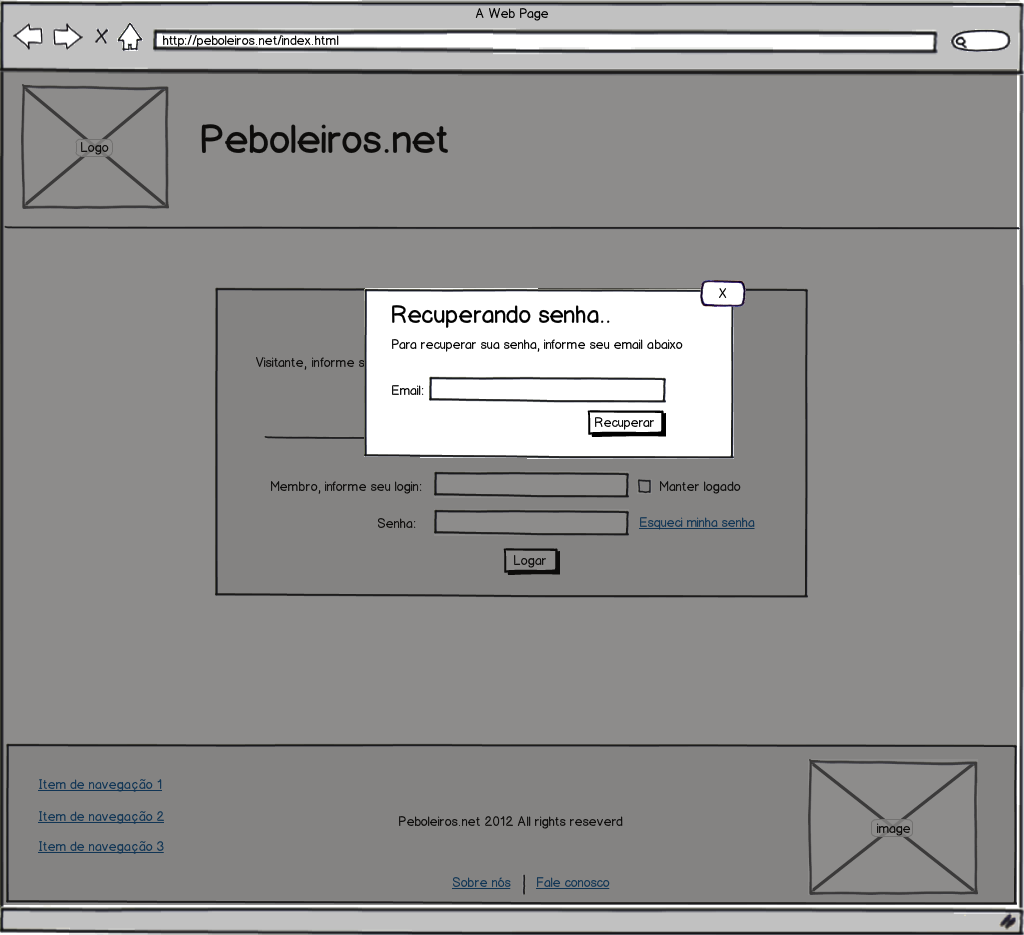 A Web Page
http://peboleiros.net/index.html
Logo
Peboleiros.net
X
Recuperando senha..
Para recuperar sua senha, informe seu email abaixo
Visitante, informe s
Email:
Recuperar
Membro, informe seu login:
Manter logado
Senha:
Esqueci minha senha
Logar
Item de navegação 1
Item de navegação 2
Item de navegação 3
Peboleiros.net 2012 All rights reseverd
Sobre nós
Fale conosco
image